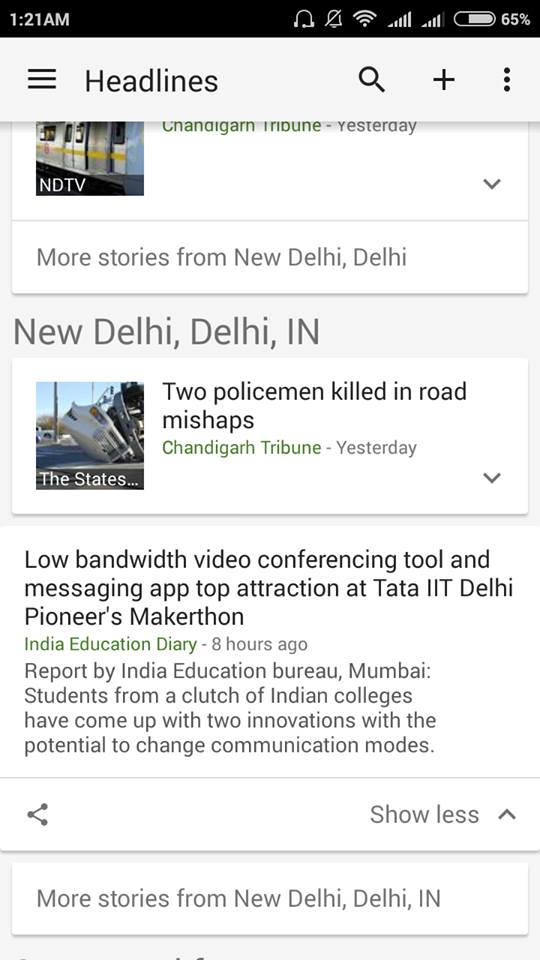 1:21AM
65%
Headlines
Chandigarh Tribune - Yesterday
NDTV
More stories from New Delhi, Delhi
New Delhi, Delhi, IN
Two policemen killed in road
mishaps
Chandigarh Tribune - Yesterday
The States...
Low bandwidth video conferencing tool and
messaging app top attraction at Tata IIT Delhi
Pioneer's Makerthon
India Education Diary - 8 hours ago
Report by India Education bureau, Mumbai:
Students from a clutch of Indian colleges
have come up with two innovations with the
potential to change communication modes.
Show less
More stories from New Delhi, Delhi, IN